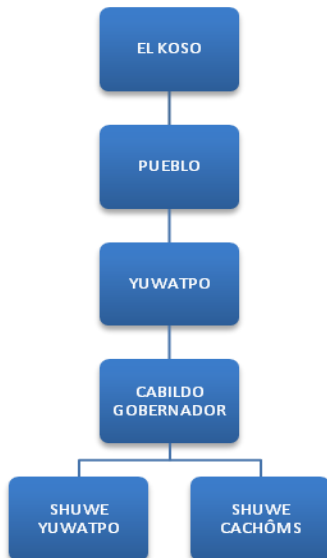 EL KOSO
PUEBLO
YUWATPO
CABILDO
GOBERNADOR
SHUWE
YUWATPO
SHUWE
CACHÔMS